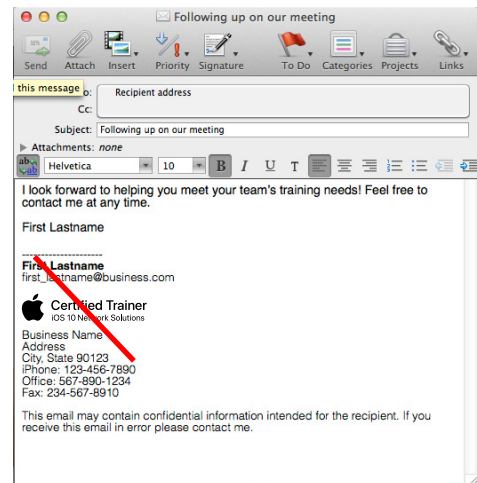 Following up on our meeting
Send Attach Insert Priority Signature To Do Categories Projects Links
this message o: Recipient address
Cc:
Subject: Following up on our meeting
Attachments: none
Helvetica 10 B I U T
I look forward to helping you meet your team's training needs! Feel free to
contact me at any time.
First Lastname
---------------------
First Lastname
first_lastname@business.com
Certified Trainer
iOS 10 Network Solutions
Business Name
Address
City, State 90123
iPhone: 123-456-7890
Office: 567-890-1234
Fax: 234-567-8910
This email may contain confidential information intended for the recipient. If you
receive this email in error please contact me.